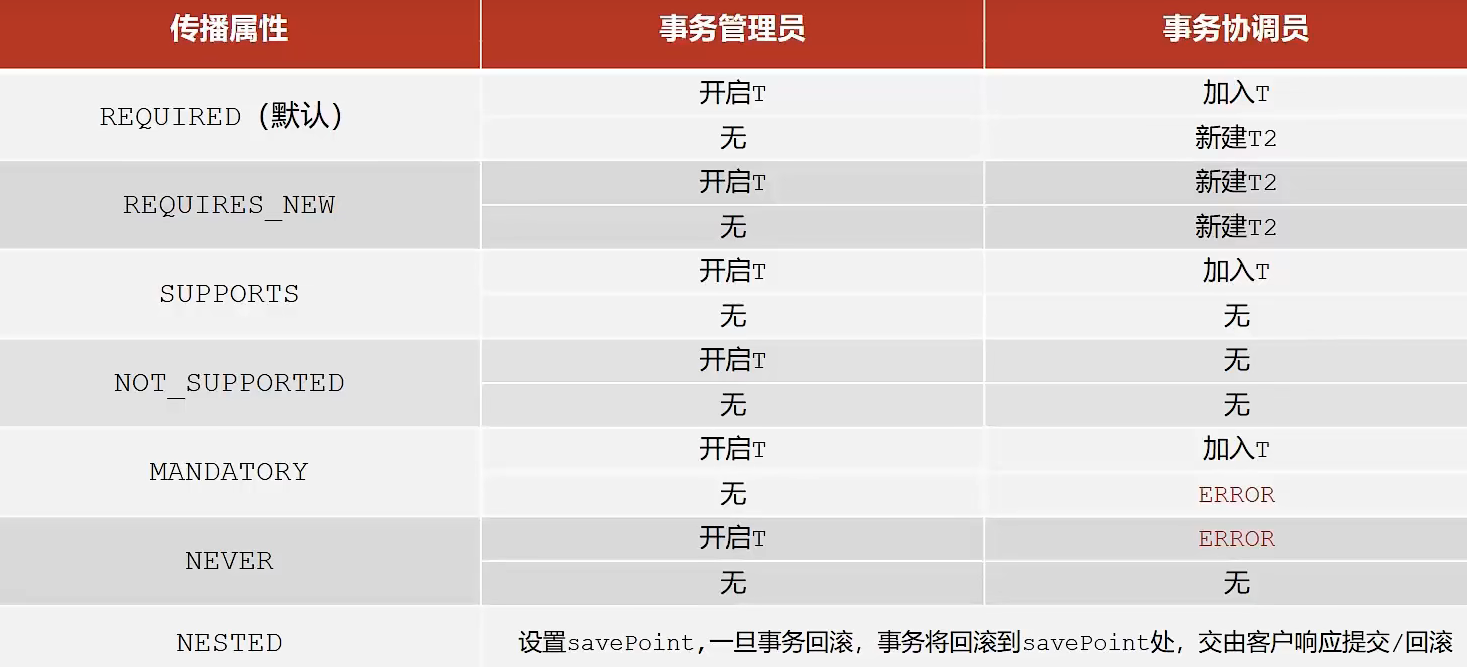 传播属性 事务管理员 事务协调员
REQUIRED（默认） 开启T 加入T
无 新建T2
REQUIRES_NEW 开启T 新建T2
无 新建T2
SUPPORTS 开启T 加入T
无 无
NOT_SUPPORTED 开启T 无
无 无
MANDATORY 开启T 加入T
无 ERROR
NEVER 开启T ERROR
无 无
NESTED 设置savePoint,一旦事务回滚，事务将回滚到savePoint处，交由客户响应提交/回滚